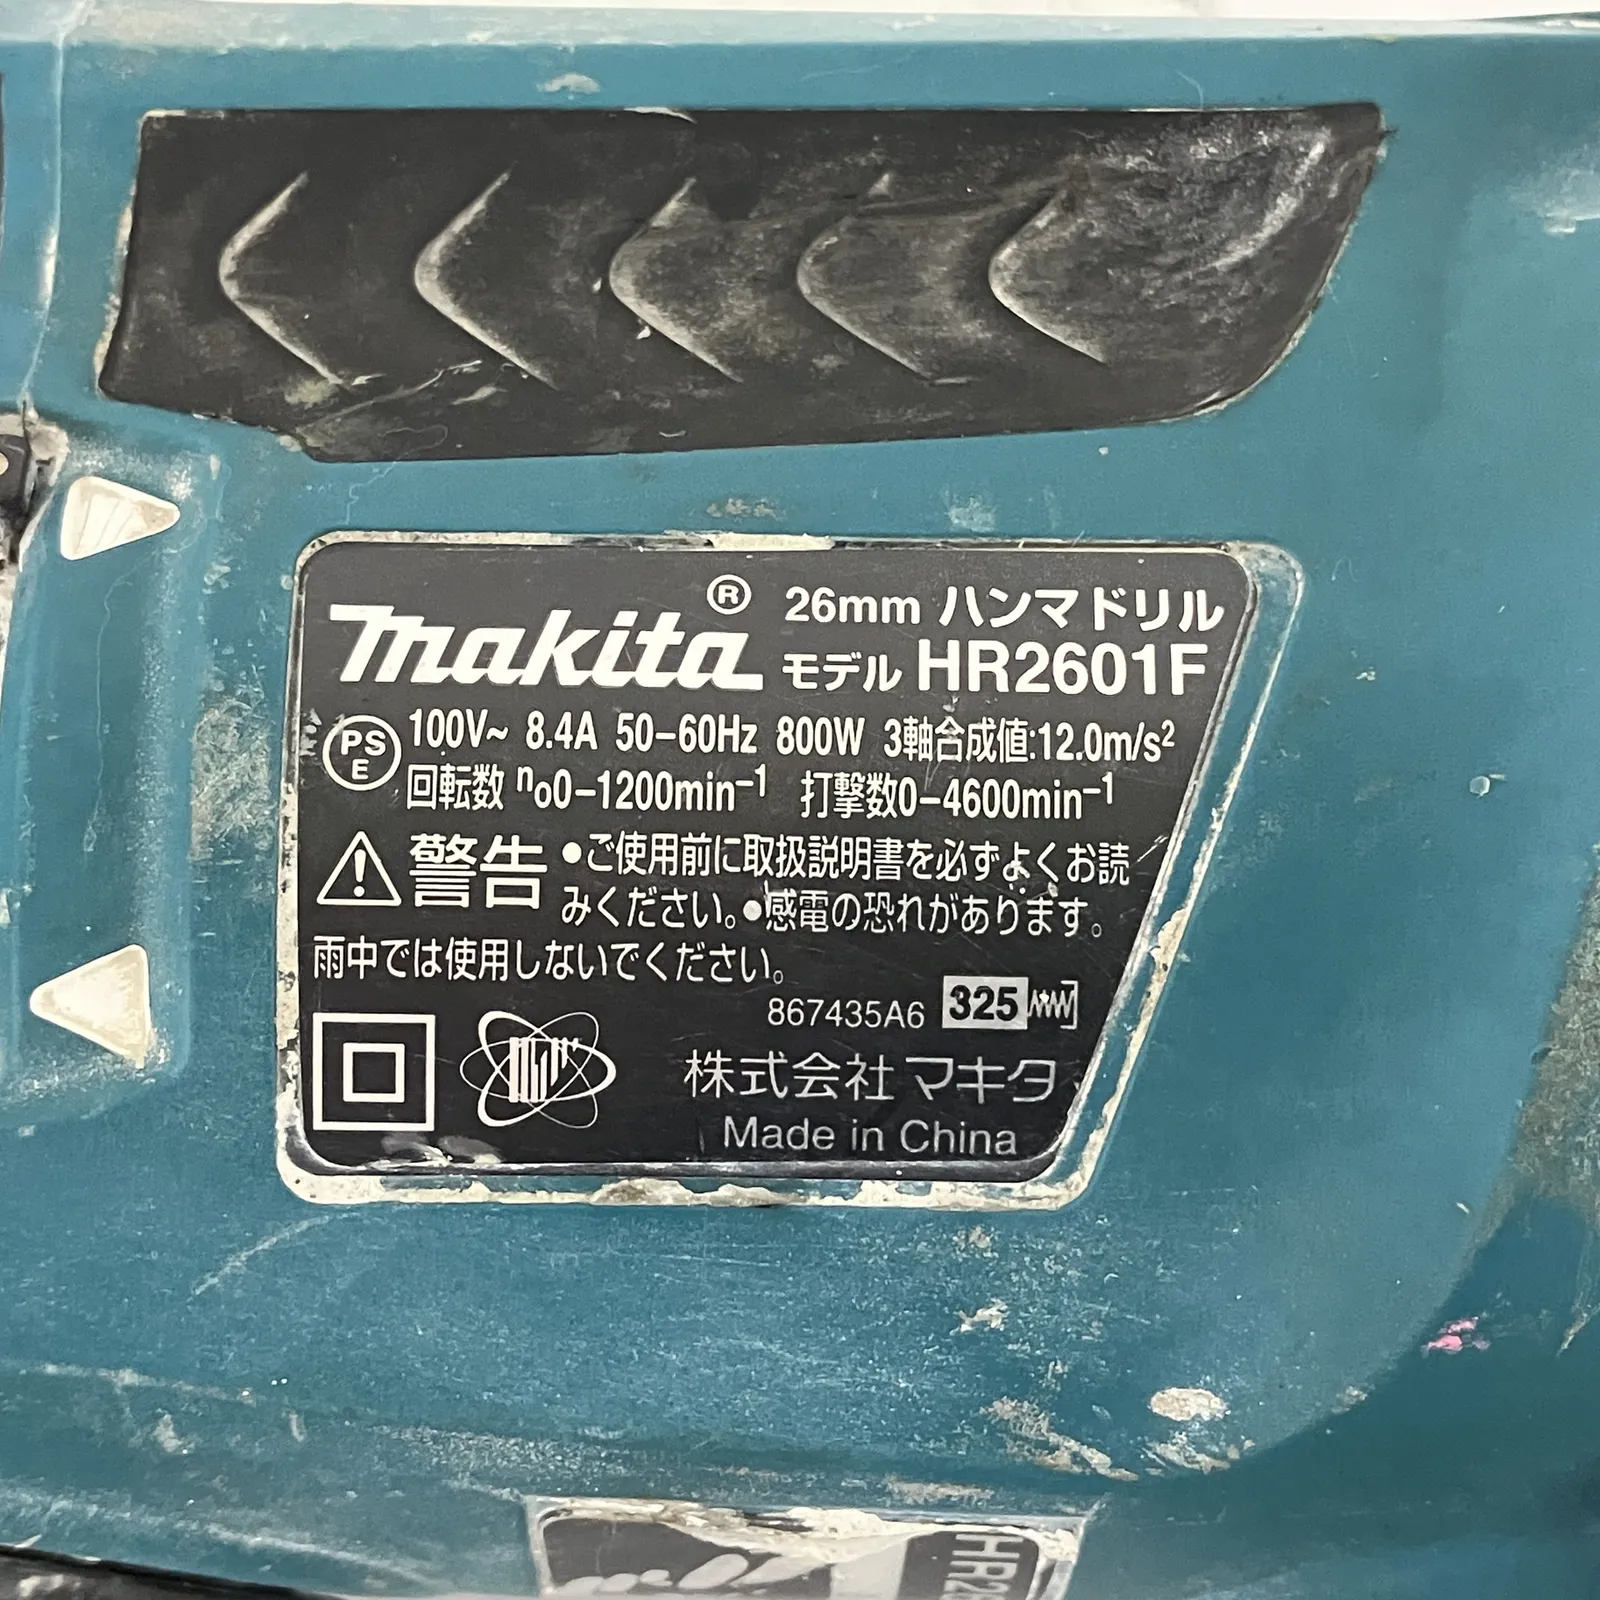 makita® 26mm ハンマドリル
モデル HR2601F
PSE 100V~ 8.4A 50-60Hz 800W 3軸合成値:12.0m/s²
回転数 n₀0-1200min⁻¹ 打撃数0-4600min⁻¹
警告 ●ご使用前に取扱説明書を必ずよくお読
みください。●感電の恐れがあります。
雨中では使用しないでください。
867435A6 325
株式会社マキタ
Made in China